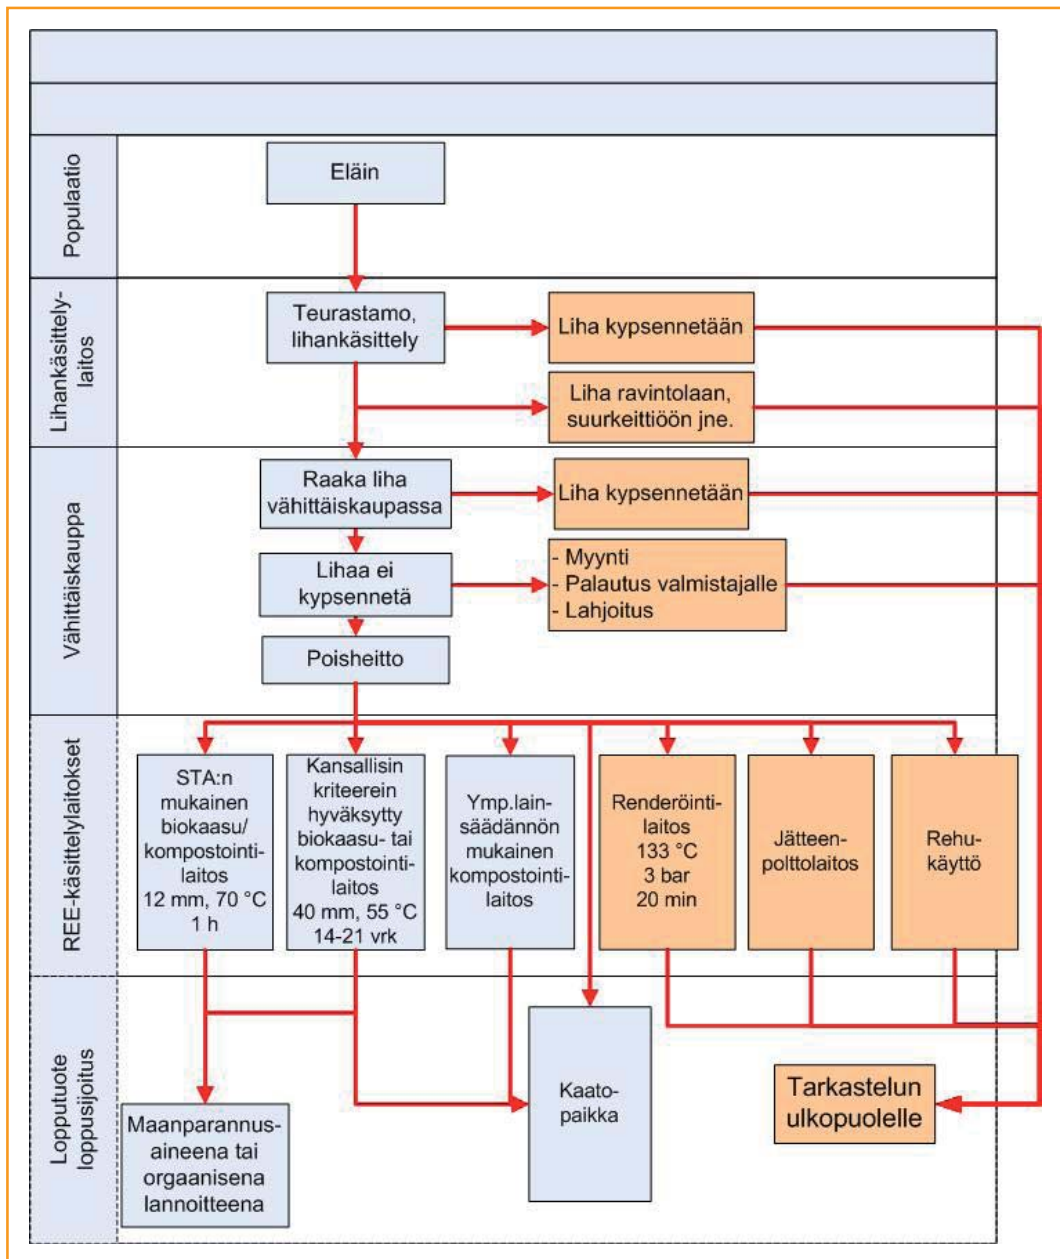 Populaatio
Eläin
Lihankäsittely-
laitos
Teurastamo,
lihankäsittely
Liha kypsennetään
Liha ravintolaan,
suurkeittiöön jne.
Vähittäiskauppa
Raaka liha
vähittäiskaupassa
Liha kypsennetään
Lihaa ei
kypsennetä
- Myynti
- Palautus valmistajalle
- Lahjoitus
Poisheitto
REE-käsittelylaitokset
STA:n
mukainen
biokaasu/
kompostointi-
laitos
12 mm, 70 °C
1 h
Kansallisin
kriteerein
hyväksytty
biokaasu- tai
kompostointi-
laitos
40 mm, 55 °C
14-21 vrk
Ymp.lain-
säädännön
mukainen
kompostointi-
laitos
Renderöinti-
laitos
133 °C
3 bar
20 min
Jätteen-
polttolaitos
Rehu-
käyttö
Lopputuote
loppusijoitus
Maanparannus-
aineena tai
orgaanisena
lannoitteena
Kaato-
paikka
Tarkastelun
ulkopuolelle